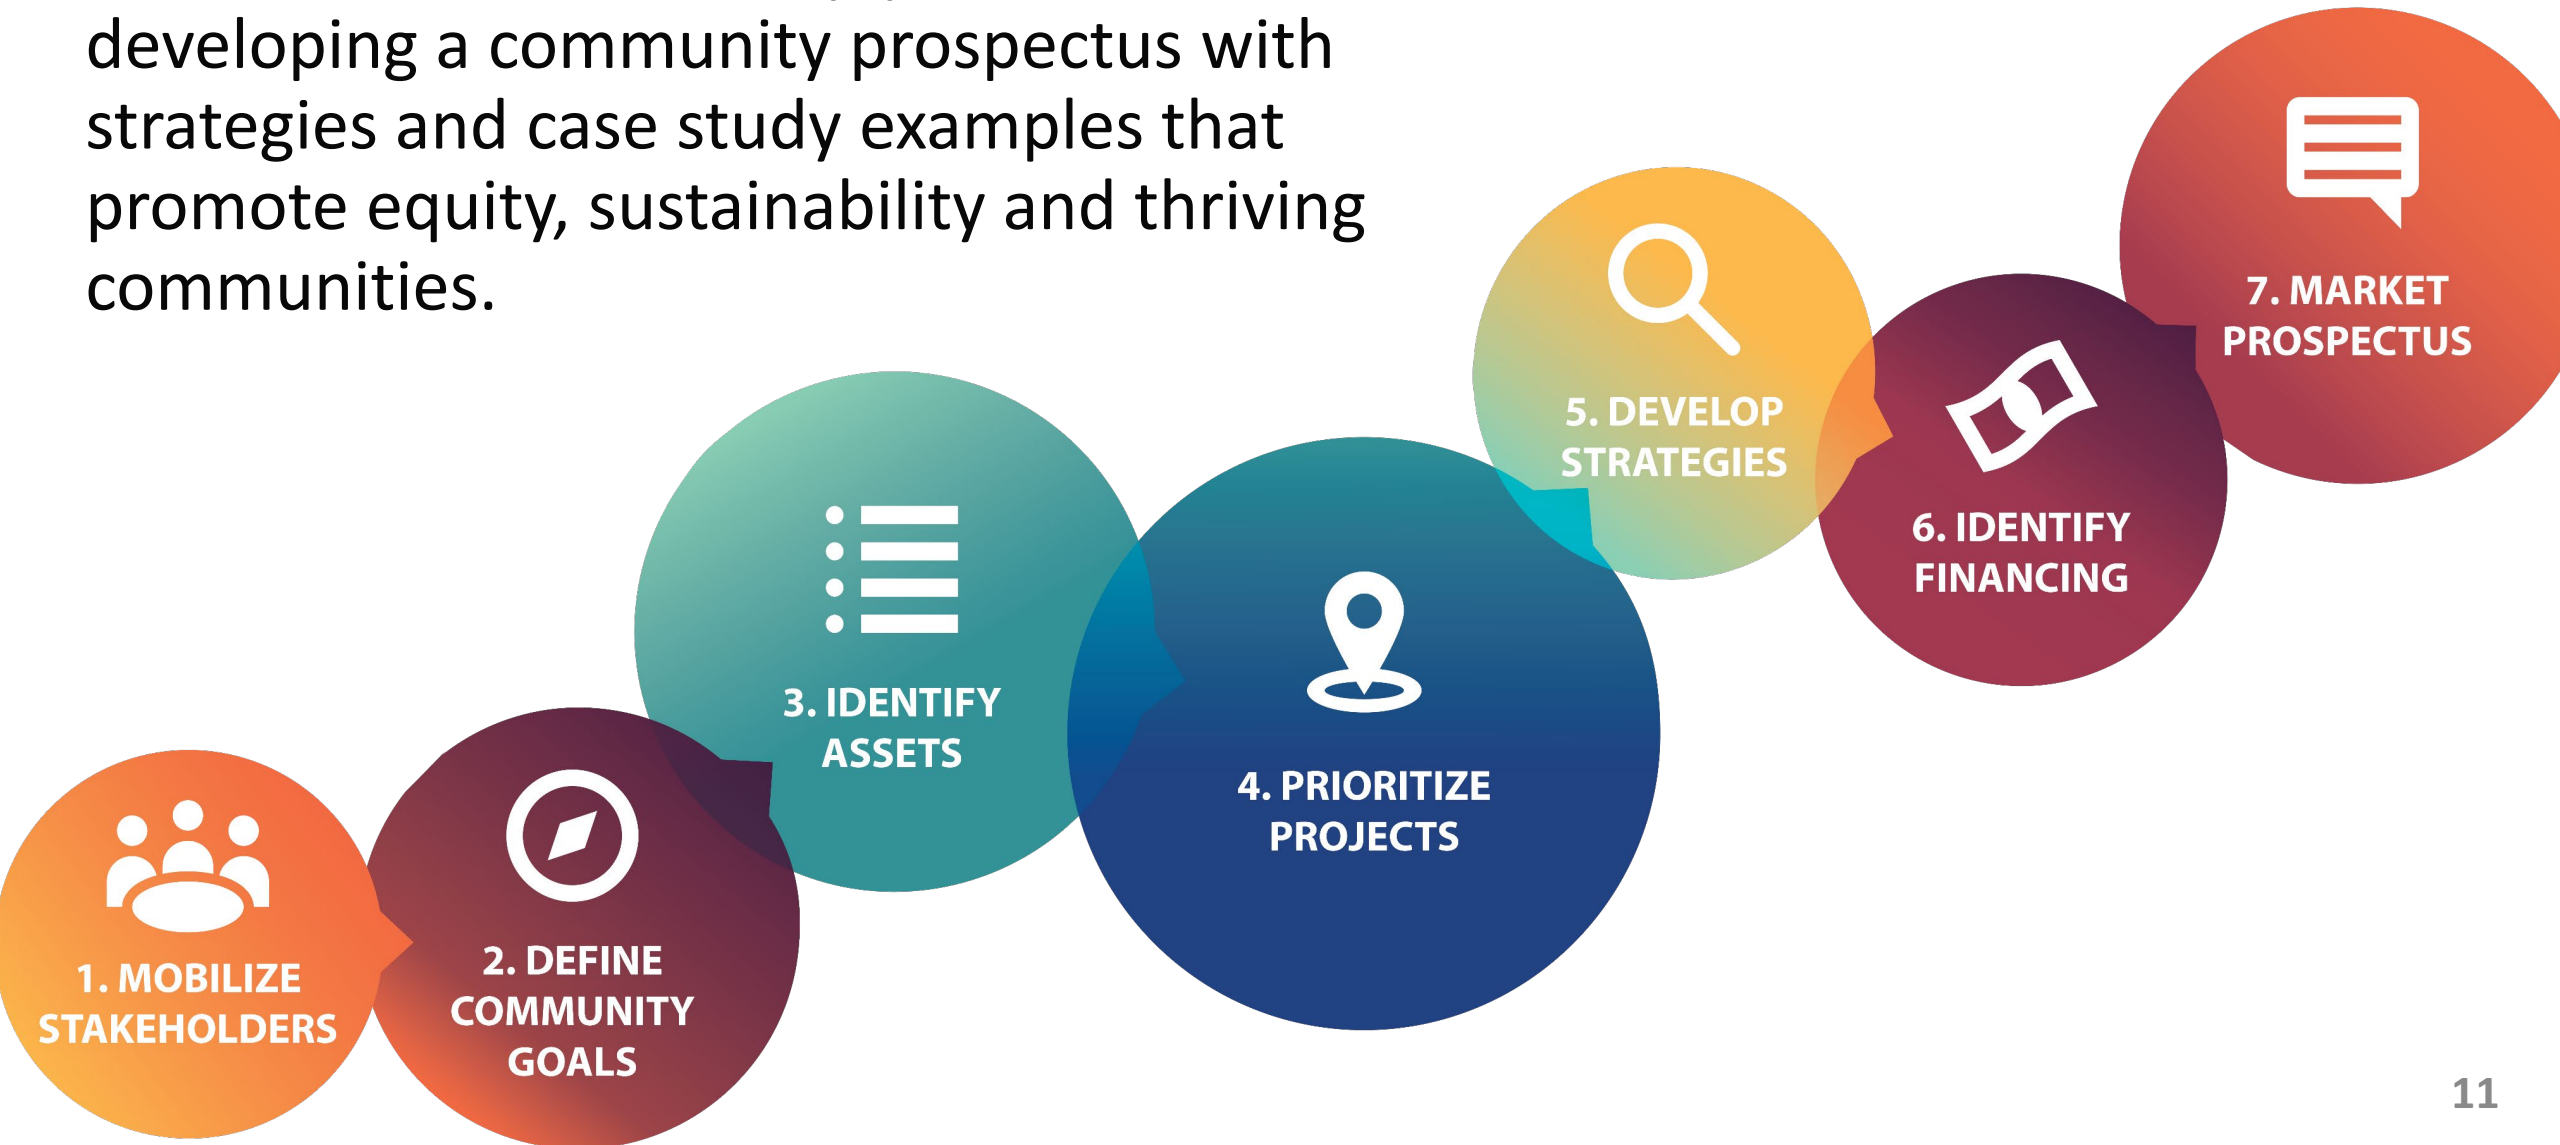 developing a community prospectus with
strategies and case study examples that
promote equity, sustainability and thriving
communities.
7. MARKET
PROSPECTUS
5. DEVELOP
STRATEGIES
6. IDENTIFY
FINANCING
3. IDENTIFY
ASSETS
4. PRIORITIZE
PROJECTS
1. MOBILIZE
STAKEHOLDERS
2. DEFINE
COMMUNITY
GOALS
11